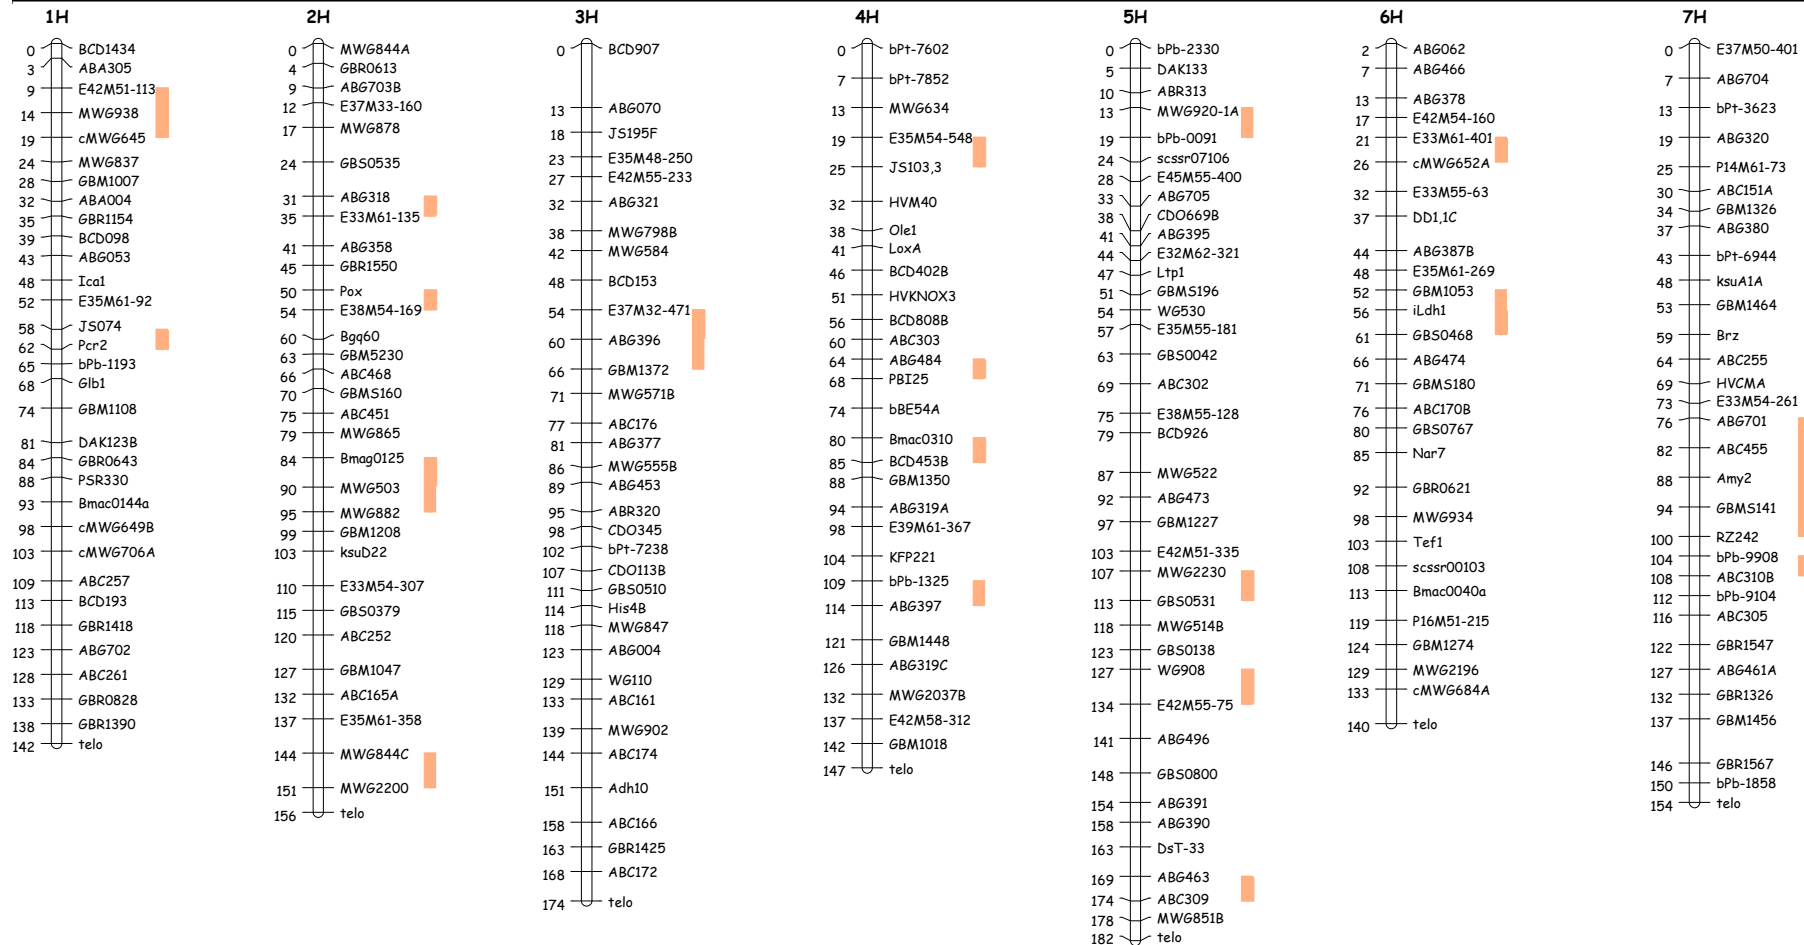 1H
0 BCD1434
3 ABA305
9 E42M51-113
14 MWG938
19 cMWG645
24 MWG837
28 GBM1007
32 ABA004
35 GBR1154
39 BCD098
43 ABG053
48 Ica1
52 E35M61-92
58 JS074
62 Pcr2
65 bPb-1193
68 Glb1
74 GBM1108
81 DAK123B
84 GBR0643
88 PSR330
93 Bmac0144a
98 cMWG649B
103 cMWG706A
109 ABC257
113 BCD193
118 GBR1418
123 ABG702
128 ABC261
133 GBR0828
138 GBR1390
142 telo
2H
0 MWG844A
4 GBR0613
9 ABG703B
12 E37M33-160
17 MWG878
24 GBS0535
31 ABG318
35 E33M61-135
41 ABG358
45 GBR1550
50 Pox
54 E38M54-169
60 Bgq60
63 GBM5230
66 ABC468
70 GBMS160
75 ABC451
79 MWG865
84 Bmag0125
90 MWG503
95 MWG882
99 GBM1208
103 ksuD22
110 E33M54-307
115 GBS0379
120 ABC252
127 GBM1047
132 ABC165A
137 E35M61-358
144 MWG844C
151 MWG2200
156 telo
3H
0 BCD907
13 ABG070
18 JS195F
23 E35M48-250
27 E42M55-233
32 ABG321
38 MWG798B
42 MWG584
48 BCD153
54 E37M32-471
60 ABG396
66 GBM1372
71 MWG571B
77 ABC176
81 ABG377
86 MWG555B
89 ABG453
95 ABR320
98 CDO345
102 bPt-7238
107 CDO113B
111 GBS0510
114 His4B
118 MWG847
123 ABG004
129 WG110
133 ABC161
139 MWG902
144 ABC174
151 Adh10
158 ABC166
163 GBR1425
168 ABC172
174 telo
4H
0 bPt-7602
7 bPt-7852
13 MWG634
19 E35M54-548
25 JS103,3
32 HVM40
38 Ole1
41 LoxA
46 BCD402B
51 HVKNOX3
56 BCD808B
60 ABC303
64 ABG484
68 PBI25
74 bBE54A
80 Bmac0310
85 BCD453B
88 GBM1350
94 ABG319A
98 E39M61-367
104 KFP221
109 bPb-1325
114 ABG397
121 GBM1448
126 ABG319C
132 MWG2037B
137 E42M58-312
142 GBM1018
147 telo
5H
0 bPb-2330
5 DAK133
10 ABR313
13 MWG920-1A
19 bPb-0091
24 scssr07106
28 E45M55-400
33 ABG705
38 CDO669B
41 ABG395
44 E32M62-321
47 Ltp1
51 GBMS196
54 WG530
57 E35M55-181
63 GBS0042
69 ABC302
75 E38M55-128
79 BCD926
87 MWG522
92 ABG473
97 GBM1227
103 E42M51-335
107 MWG2230
113 GBS0531
118 MWG514B
123 GBS0138
127 WG908
134 E42M55-75
141 ABG496
148 GBS0800
154 ABG391
158 ABG390
163 DsT-33
169 ABG463
174 ABC309
178 MWG851B
182 telo
6H
2 ABG062
7 ABG466
13 ABG378
17 E42M54-160
21 E33M61-401
26 cMWG652A
32 E33M55-63
37 DD1,1C
44 ABG387B
48 E35M61-269
52 GBM1053
56 iLdh1
61 GBS0468
66 ABG474
71 GBMS180
76 ABC170B
80 GBS0767
85 Nar7
92 GBR0621
98 MWG934
103 Tef1
108 scssr00103
113 Bmac0040a
119 P16M51-215
124 GBM1274
129 MWG2196
133 cMWG684A
140 telo
7H
0 E37M50-401
7 ABG704
13 bPt-3623
19 ABG320
25 P14M61-73
30 ABC151A
34 GBM1326
37 ABG380
43 bPt-6944
48 ksuA1A
53 GBM1464
59 Brz
64 ABC255
69 HVCMA
73 E33M54-261
76 ABG701
82 ABC455
88 Amy2
94 GBMS141
100 RZ242
104 bPb-9908
108 ABC310B
112 bPb-9104
116 ABC305
122 GBR1547
127 ABG461A
132 GBR1326
137 GBM1456
146 GBR1567
150 bPb-1858
154 telo